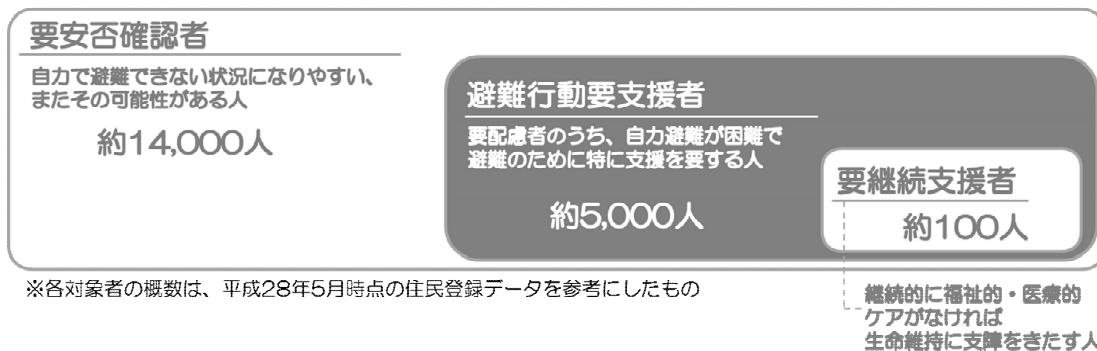 要安否確認者
自力で避難できない状況になりやすい、
またその可能性がある人
約14,000人
避難行動要支援者
要配慮者のうち、自力避難が困難で
避難のために特に支援を要する人
約5,000人
要継続支援者
約100人
※各対象者の概数は、平成28年5月時点の住民登録データを参考にしたもの
継続的に福祉的・医療的
ケアがなければ
生命維持に支障をきたす人